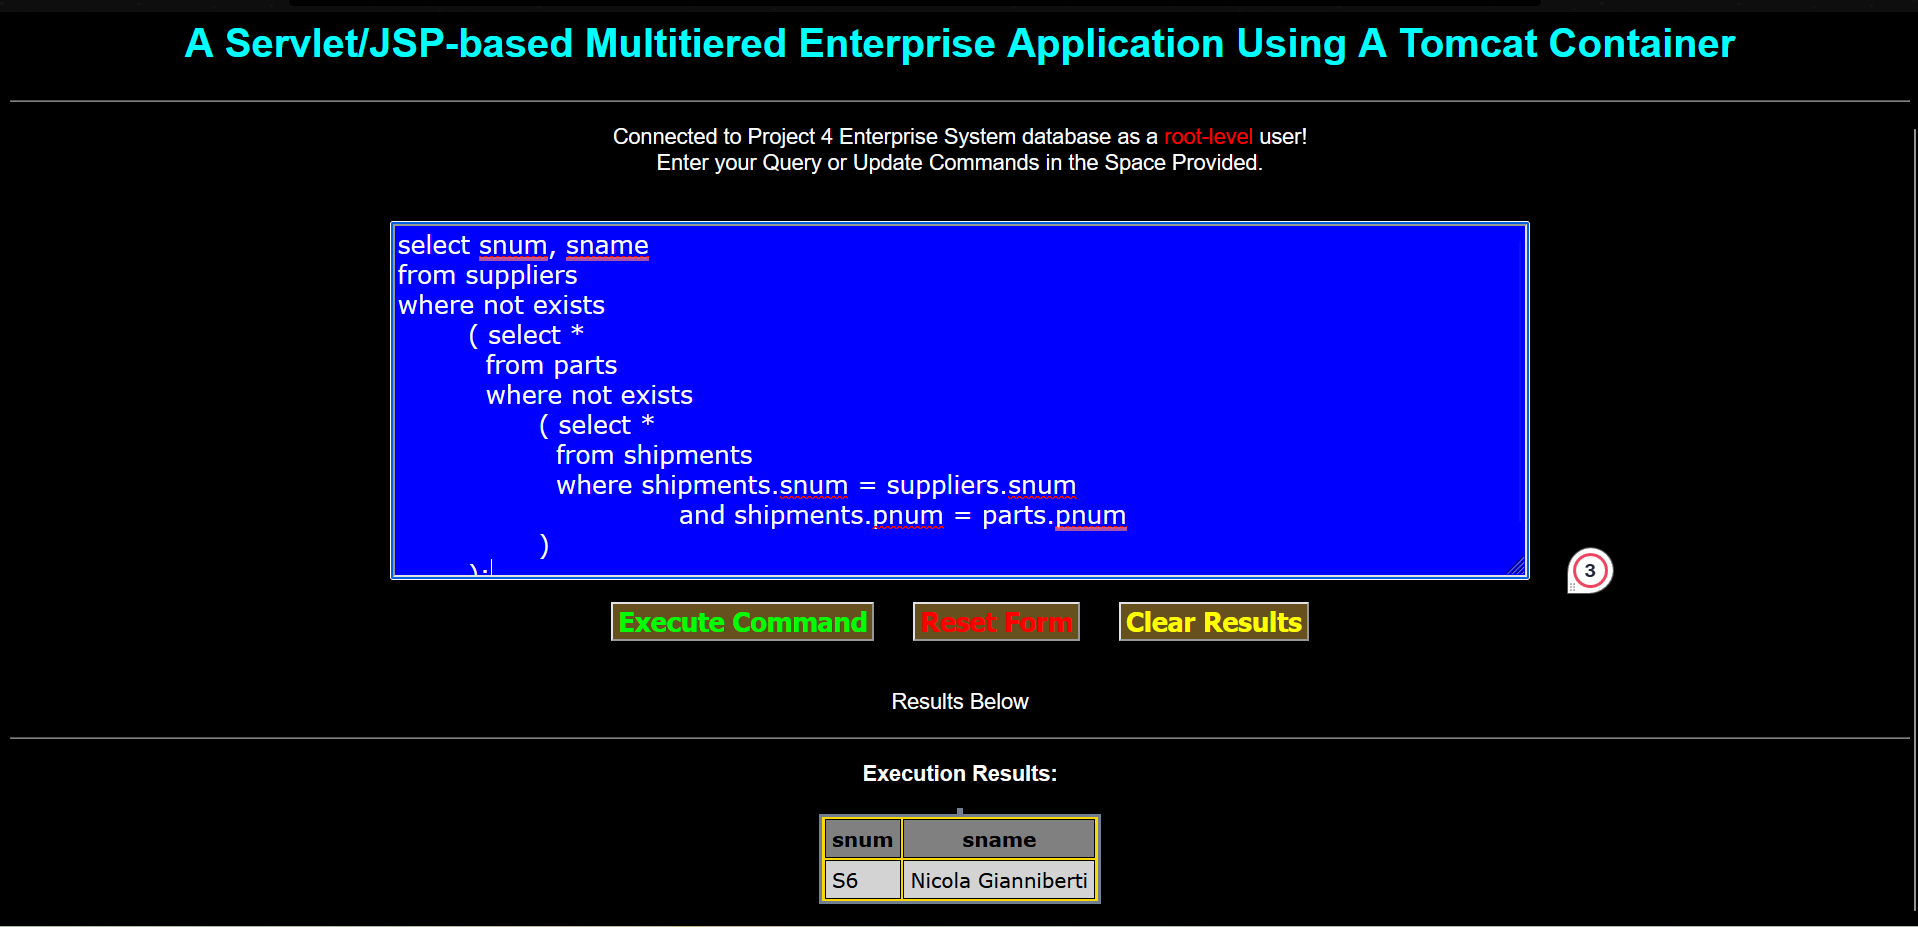 A Servlet/JSP-based Multitiered Enterprise Application Using A Tomcat Container
Connected to Project 4 Enterprise System database as a root-level user!
Enter your Query or Update Commands in the Space Provided.
select snum, sname
from suppliers
where not exists
( select *
from parts
where not exists
( select *
from shipments
where shipments.snum = suppliers.snum
and shipments.pnum = parts.pnum
)
);
3
Execute Command Reset Form Clear Results
Results Below
Execution Results:
snum sname
S6 Nicola Gianniberti